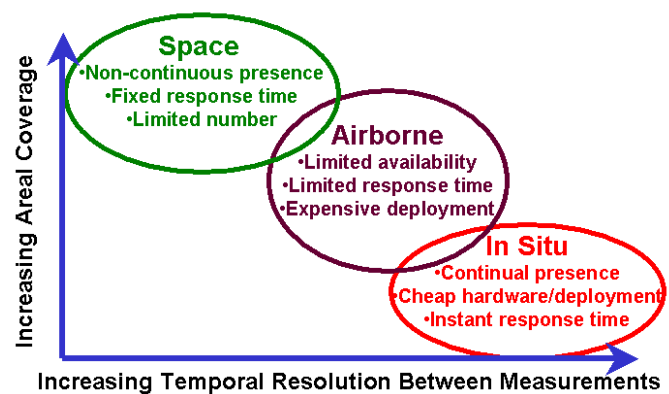 Increasing Areal Coverage
Space
•Non-continuous presence
•Fixed response time
•Limited number
Airborne
•Limited availability
•Limited response time
•Expensive deployment
In Situ
•Continual presence
•Cheap hardware/deployment
•Instant response time
Increasing Temporal Resolution Between Measurements